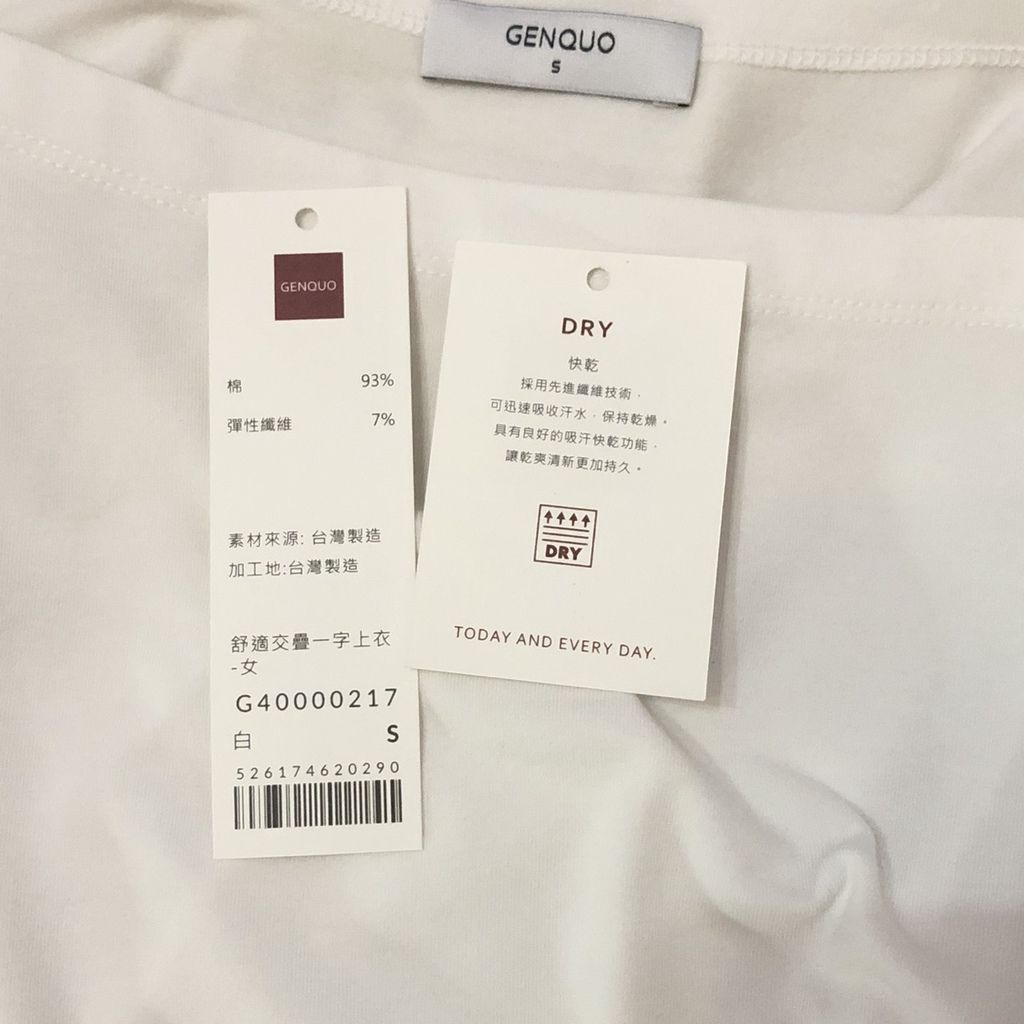 GENQUO
S
GENQUO
棉 93%
彈性纖維 7%
素材來源: 台灣製造
加工地:台灣製造
舒適交疊一字上衣
-女
G40000217
白 S
526174620290
DRY
快乾
採用先進纖維技術，
可迅速吸收汗水，保持乾燥。
具有良好的吸汗快乾功能，
讓乾爽清新更加持久。
DRY
TODAY AND EVERY DAY.